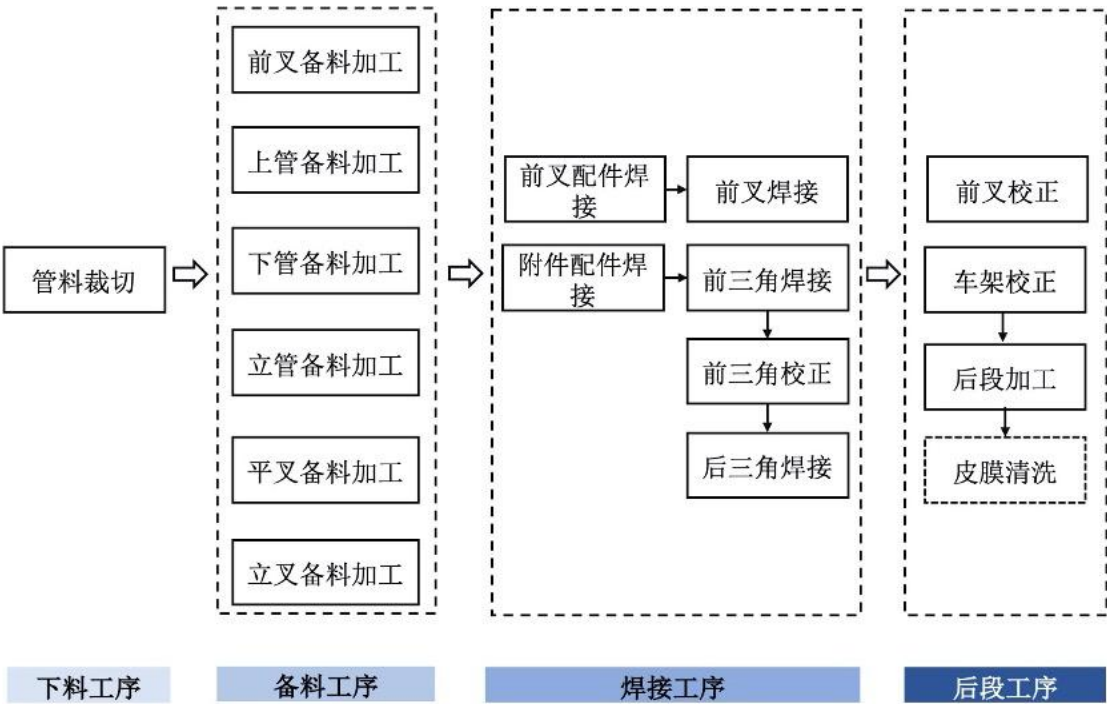 管料裁切
前叉备料加工
上管备料加工
下管备料加工
立管备料加工
平叉备料加工
立叉备料加工
前叉配件焊
接
前叉焊接
附件配件焊
接
前三角焊接
前三角校正
后三角焊接
前叉校正
车架校正
后段加工
皮膜清洗
下料工序
备料工序
焊接工序
后段工序